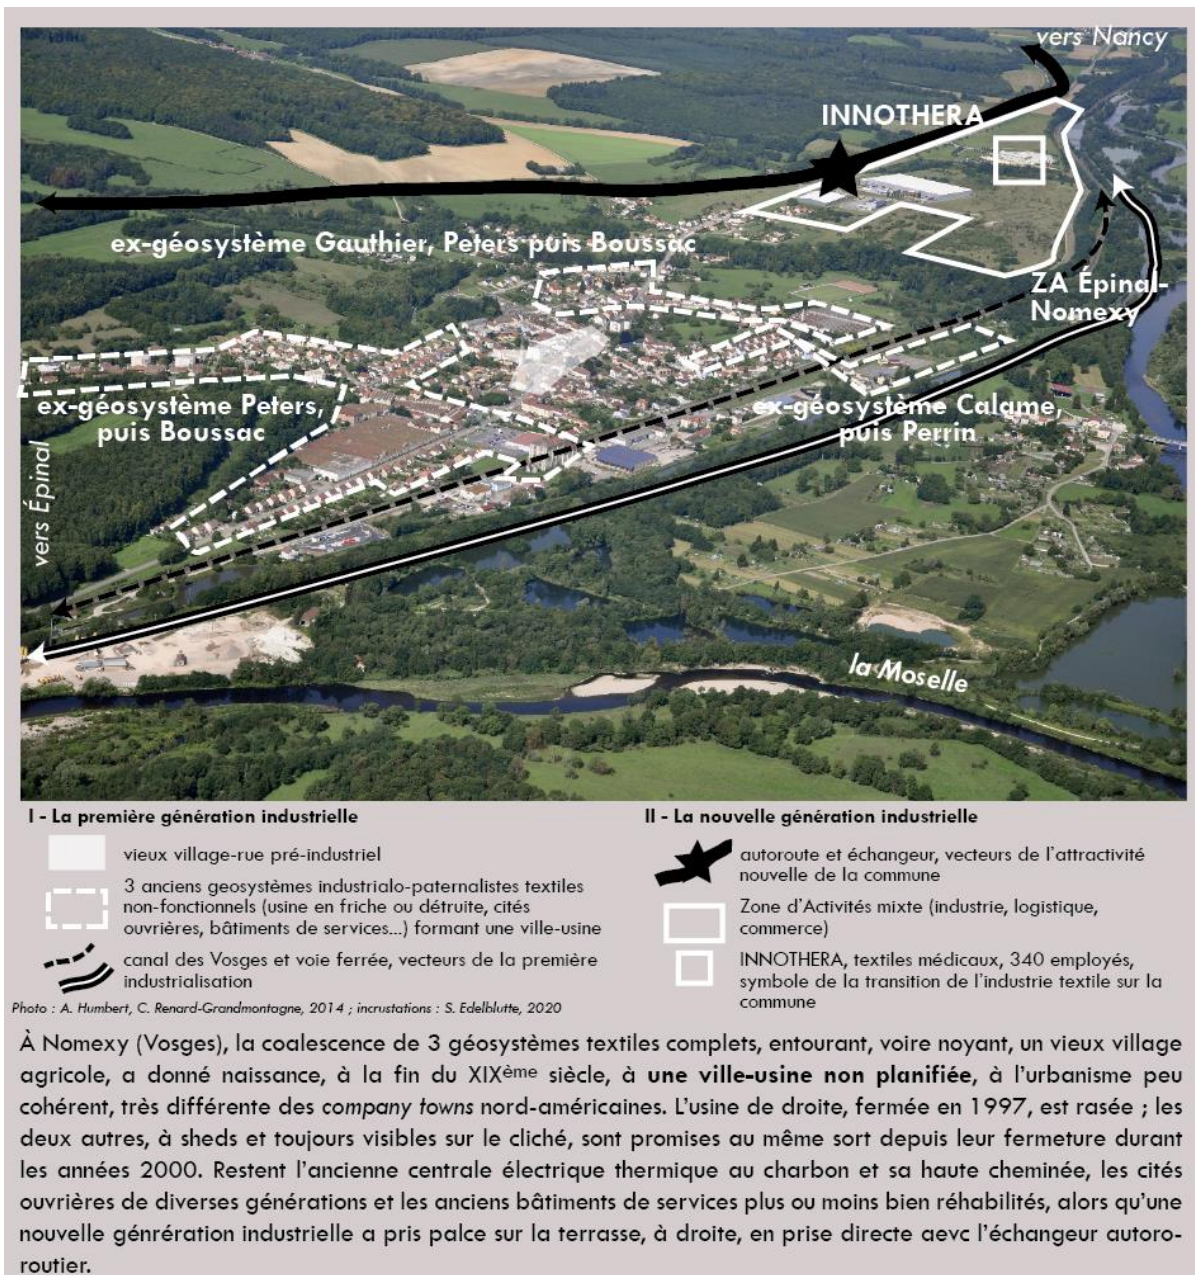 vers Nancy
INNOTHERA
ex-géosystème Gauthier, Peters puis Boussac
ZA Épinal-
Nomexy
ex-géosystème Peters,
puis Boussac
ex-géosystème Calame,
puis Perrin
vers Épinal
la Moselle
I - La première génération industrielle
vieux village-rue pré-industriel
3 anciens geosystèmes industrialo-paternalistes textiles
non-fonctionnels (usine en friche ou détruite, cités
ouvrières, bâtiments de services...) formant une ville-usine
canal des Vosges et voie ferrée, vecteurs de la première
industrialisation
II - La nouvelle génération industrielle
autoroute et échangeur, vecteurs de l'attractivité
nouvelle de la commune
Zone d'Activités mixte (industrie, logistique,
commerce)
INNOTHERA, textiles médicaux, 340 employés,
symbole de la transition de l'industrie textile sur la
commune
Photo : A. Humbert, C. Renard-Grandmontagne, 2014 ; incrustations : S. Edelblutte, 2020
À Nomexy (Vosges), la coalescence de 3 géosystèmes textiles complets, entourant, voire noyant, un vieux village
agricole, a donné naissance, à la fin du XIXème siècle, à une ville-usine non planifiée, à l'urbanisme peu
cohérent, très différente des company towns nord-américaines. L'usine de droite, fermée en 1997, est rasée ; les
deux autres, à sheds et toujours visibles sur le cliché, sont promises au même sort depuis leur fermeture durant
les années 2000. Restent l'ancienne centrale électrique thermique au charbon et sa haute cheminée, les cités
ouvrières de diverses générations et les anciens bâtiments de services plus ou moins bien réhabilités, alors qu'une
nouvelle génrération industrielle a pris palce sur la terrasse, à droite, en prise directe aevc l'échangeur autoro-
routier.